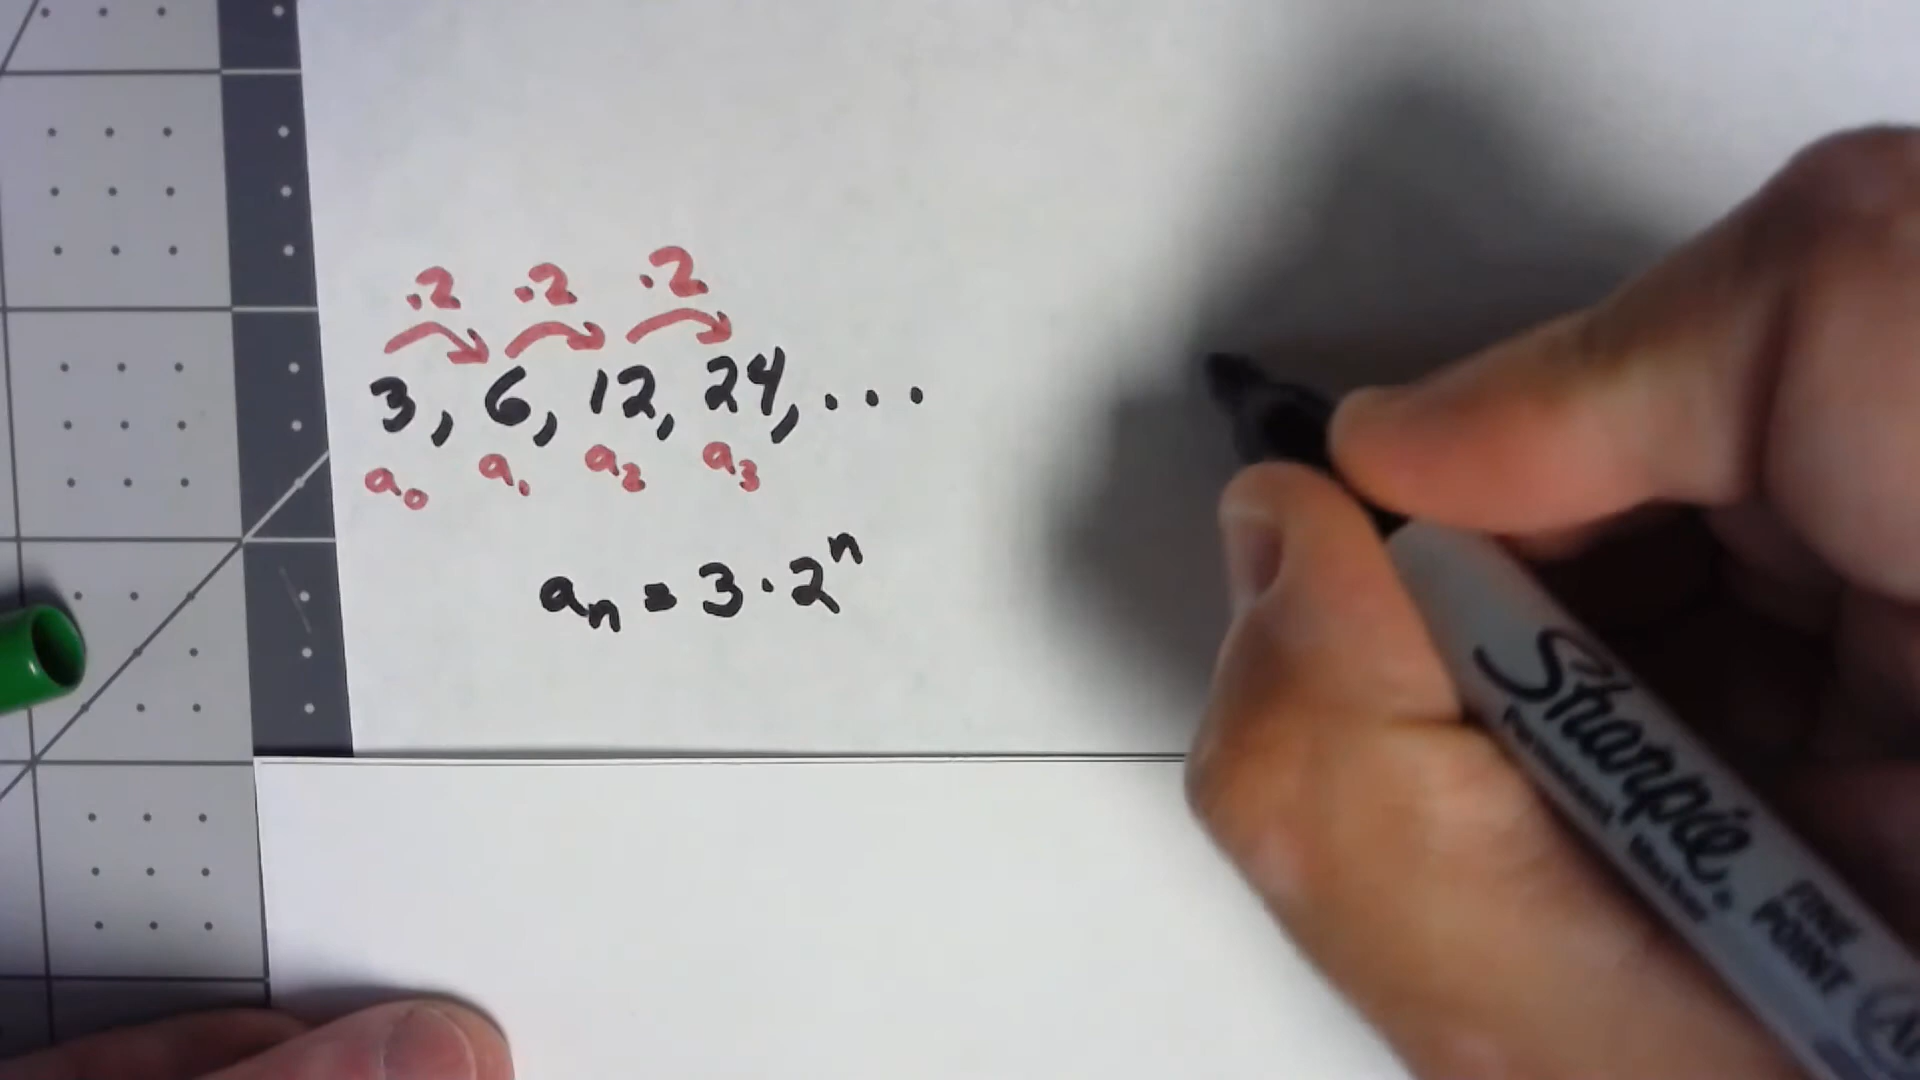 .2 .2 .2
3, 6, 12, 24, ...
a₀ a₁ a₂ a₃
aₙ = 3 · 2ⁿ
Sharpie.
FINE
POINT